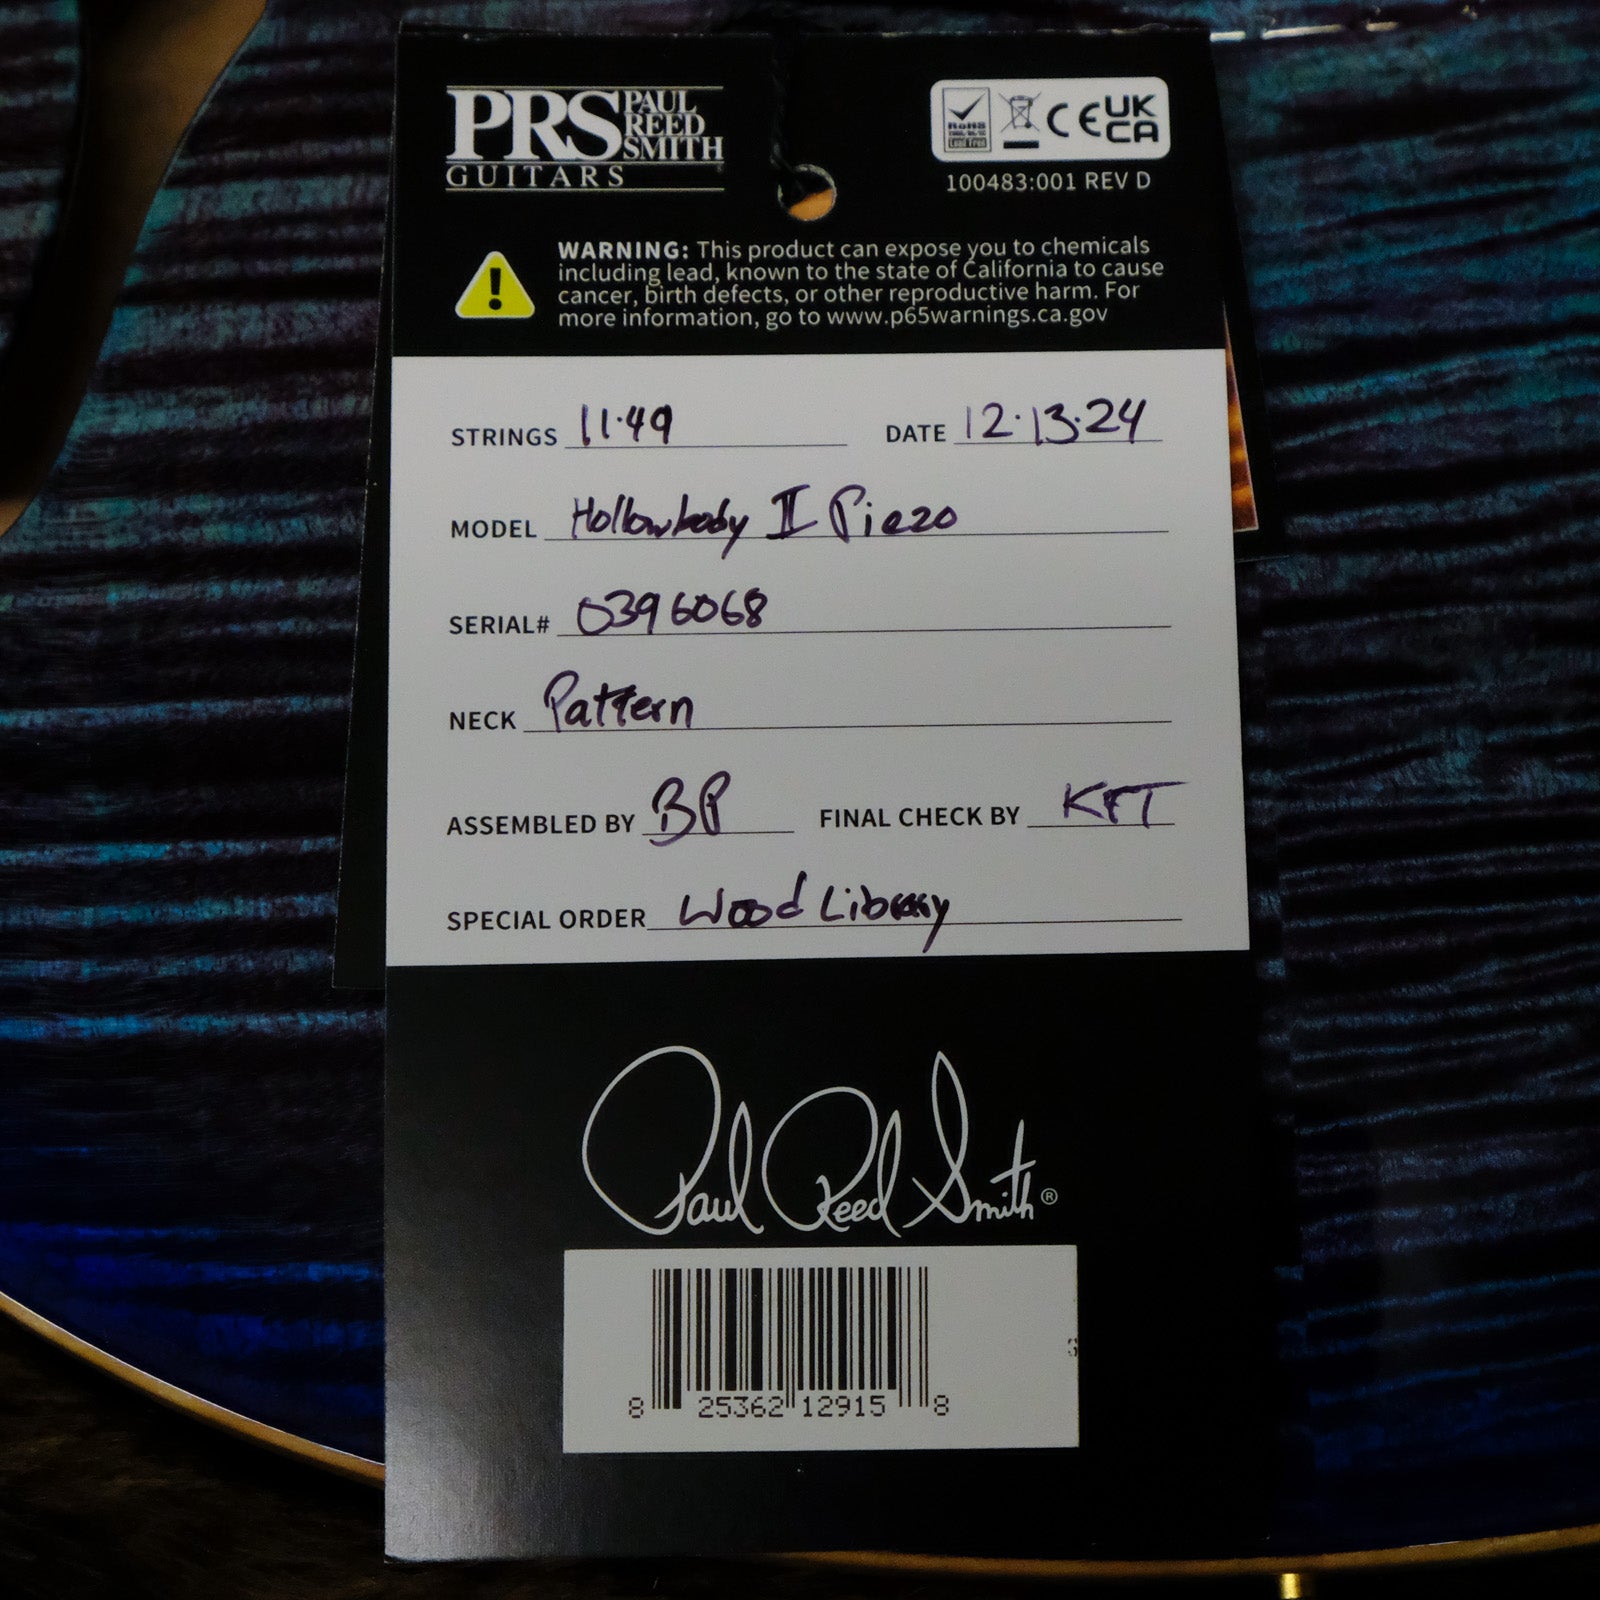 PRS PAUL REED SMITH
GUITARS
RoHS
CE UKCA
100483:001 REV D
WARNING: This product can expose you to chemicals
including lead, known to the state of California to cause
cancer, birth defects, or other reproductive harm. For
more information, go to www.p65warnings.ca.gov
STRINGS 11·49 DATE 12·13·24
MODEL Hollowbody II Piezo
SERIAL# 0396068
NECK Pattern
ASSEMBLED BY BP FINAL CHECK BY KFT
SPECIAL ORDER Wood Library
Paul Reed Smith ®
8 25362 12915 8